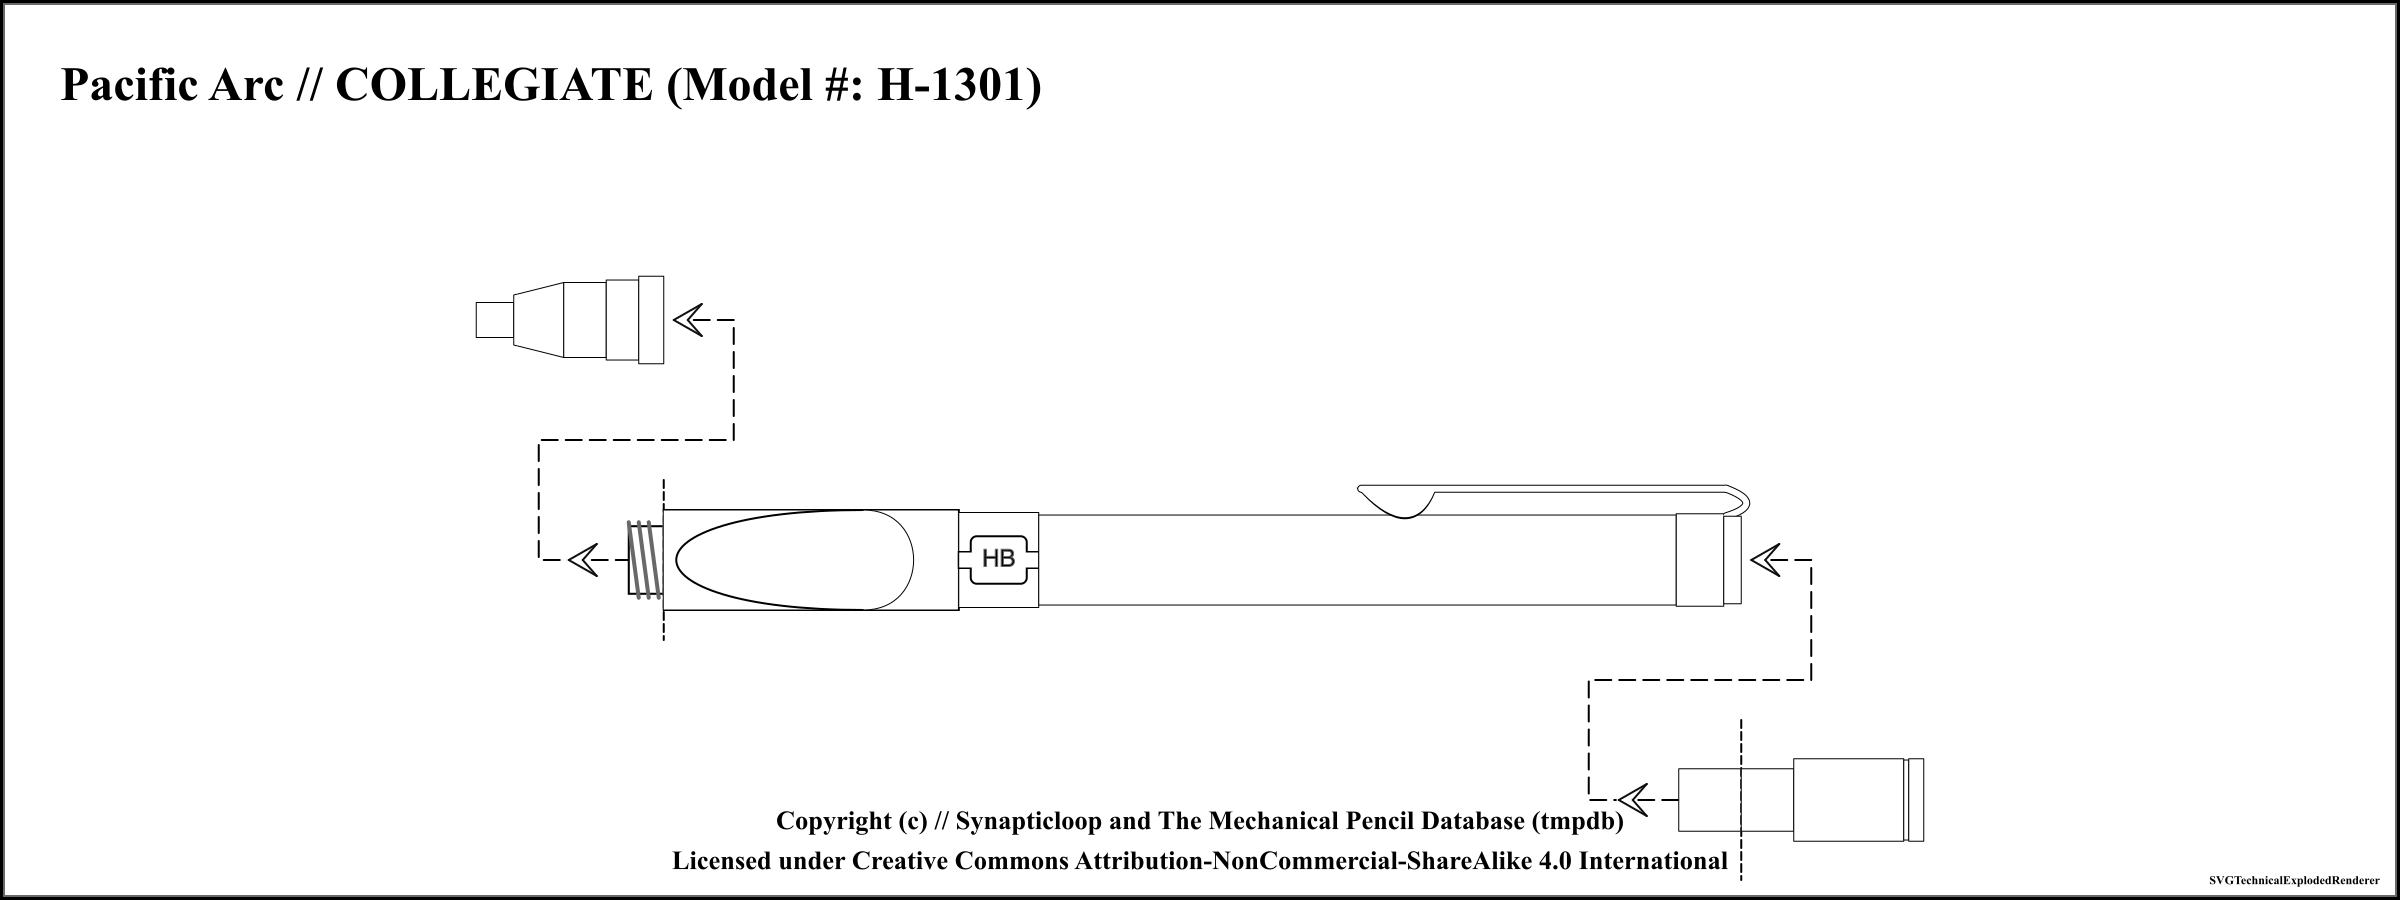 Pacific Arc // COLLEGIATE (Model #: H-1301)
HB
Copyright (c) // Synapticloop and The Mechanical Pencil Database (tmpdb)
Licensed under Creative Commons Attribution-NonCommercial-ShareAlike 4.0 International
SVGTechnicalExplodedRenderer